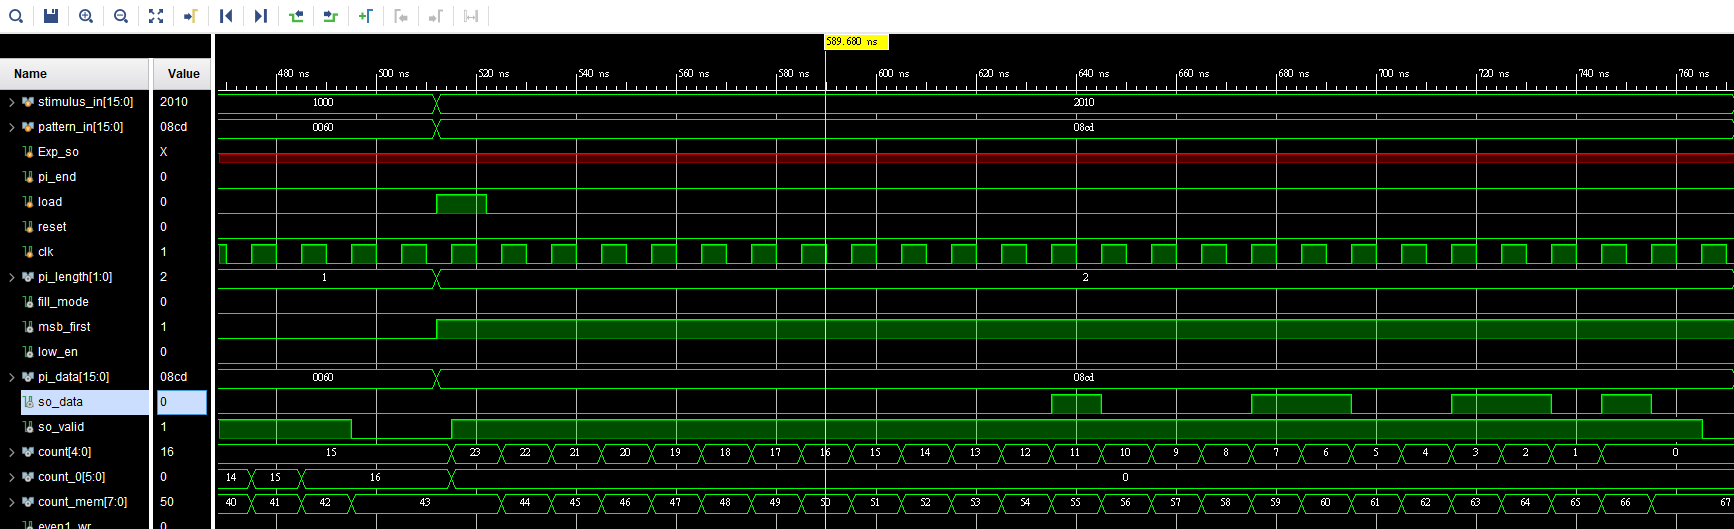 589.680 ns
Name Value 480 ns 500 ns 520 ns 540 ns 560 ns 580 ns 600 ns 620 ns 640 ns 660 ns 680 ns 700 ns 720 ns 740 ns 760 ns
stimulus_in[15:0] 2010 1000 2010
pattern_in[15:0] 08cd 0060 08cd
Exp_so X
pi_end 0
load 0
reset 0
clk 1
pi_length[1:0] 2 1 2
fill_mode 0
msb_first 1
low_en 0
pi_data[15:0] 08cd 0060 08cd
so_data 0
so_valid 1
count[4:0] 16 15 23 22 21 20 19 18 17 16 15 14 13 12 11 10 9 8 7 6 5 4 3 2 1 0
count_0[5:0] 0 14 15 16 0
count_mem[7:0] 50 40 41 42 43 44 45 46 47 48 49 50 51 52 53 54 55 56 57 58 59 60 61 62 63 64 65 66 67
even1_wr 0